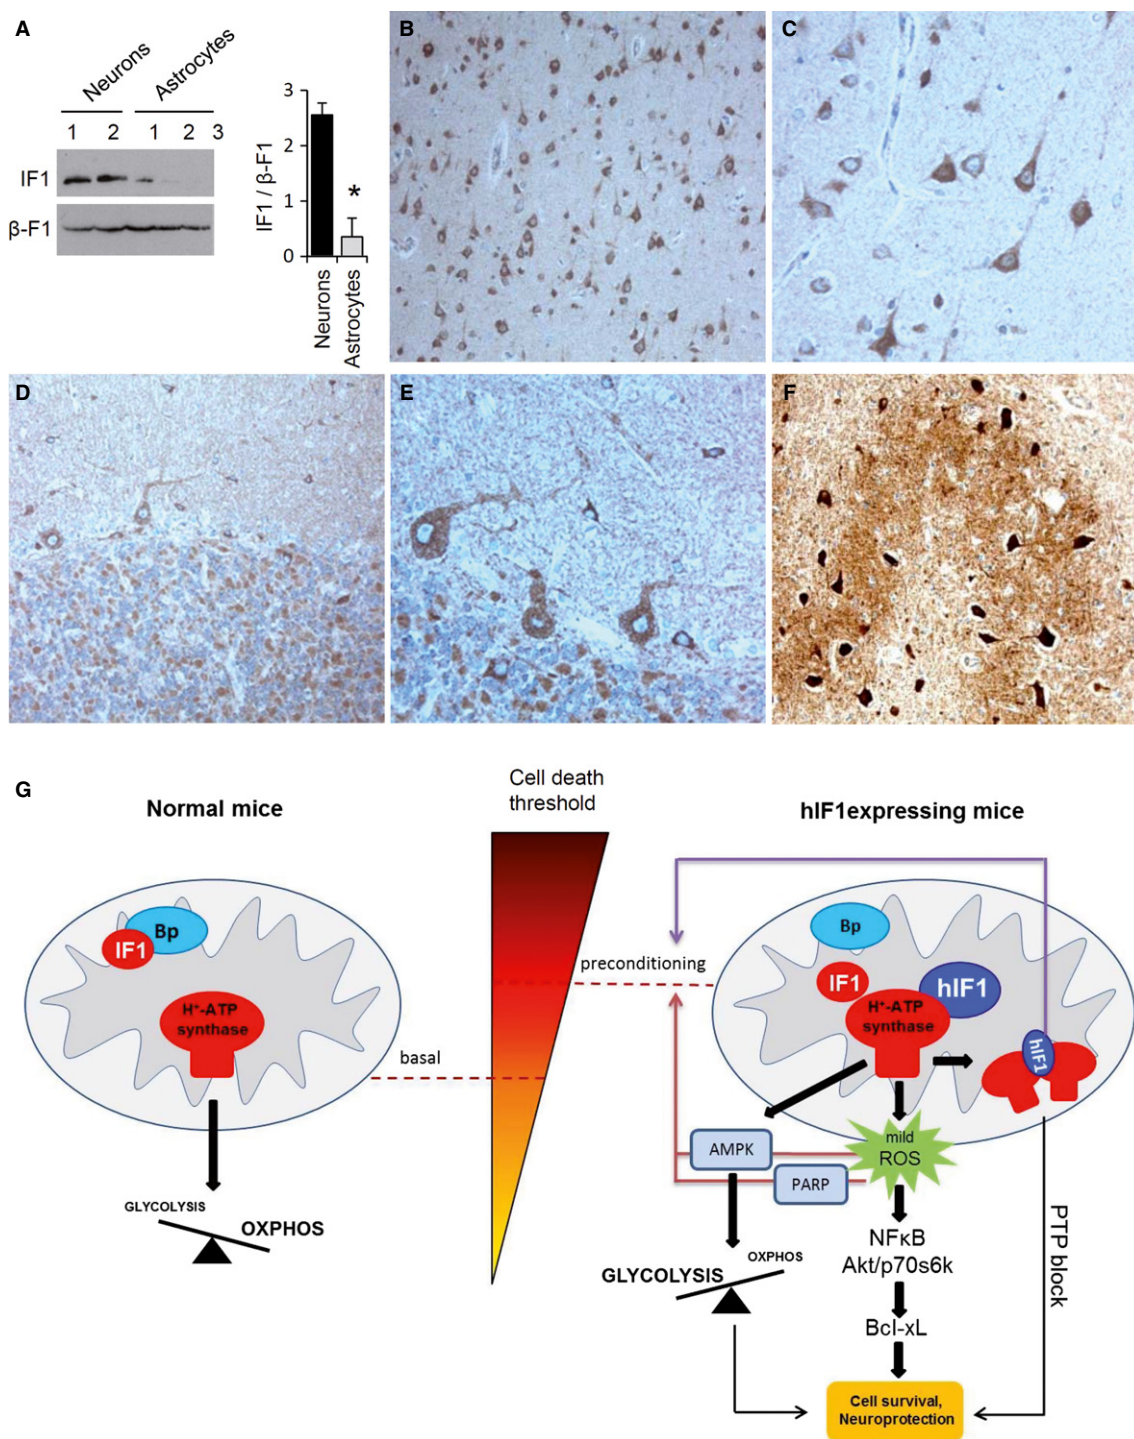 A
Neurons
Astrocytes
1 2 1 2 3
IF1
β-F1
IF1 / β-F1
3
2
1
0
*
Neurons
Astrocytes
B
C
D
E
F
G
Normal mice
Cell death
threshold
hIF1expressing mice
Bp
IF1
H⁺-ATP
synthase
basal
GLYCOLYSIS
OXPHOS
preconditioning
Bp
IF1
hIF1
H⁺-ATP
synthase
hIF1
AMPK
mild
ROS
PARP
NFκB
Akt/p70s6k
Bcl-xL
GLYCOLYSIS
OXPHOS
PTP block
Cell survival,
Neuroprotection